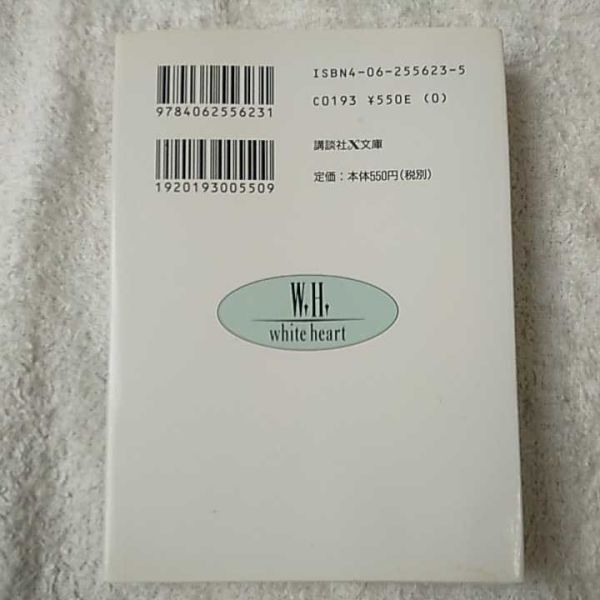 ISBN4-06-255623-5
9784062556231
C0193 ¥550E (0)
講談社X文庫
1920193005509
定価：本体550円(税別)
W.H.
white heart